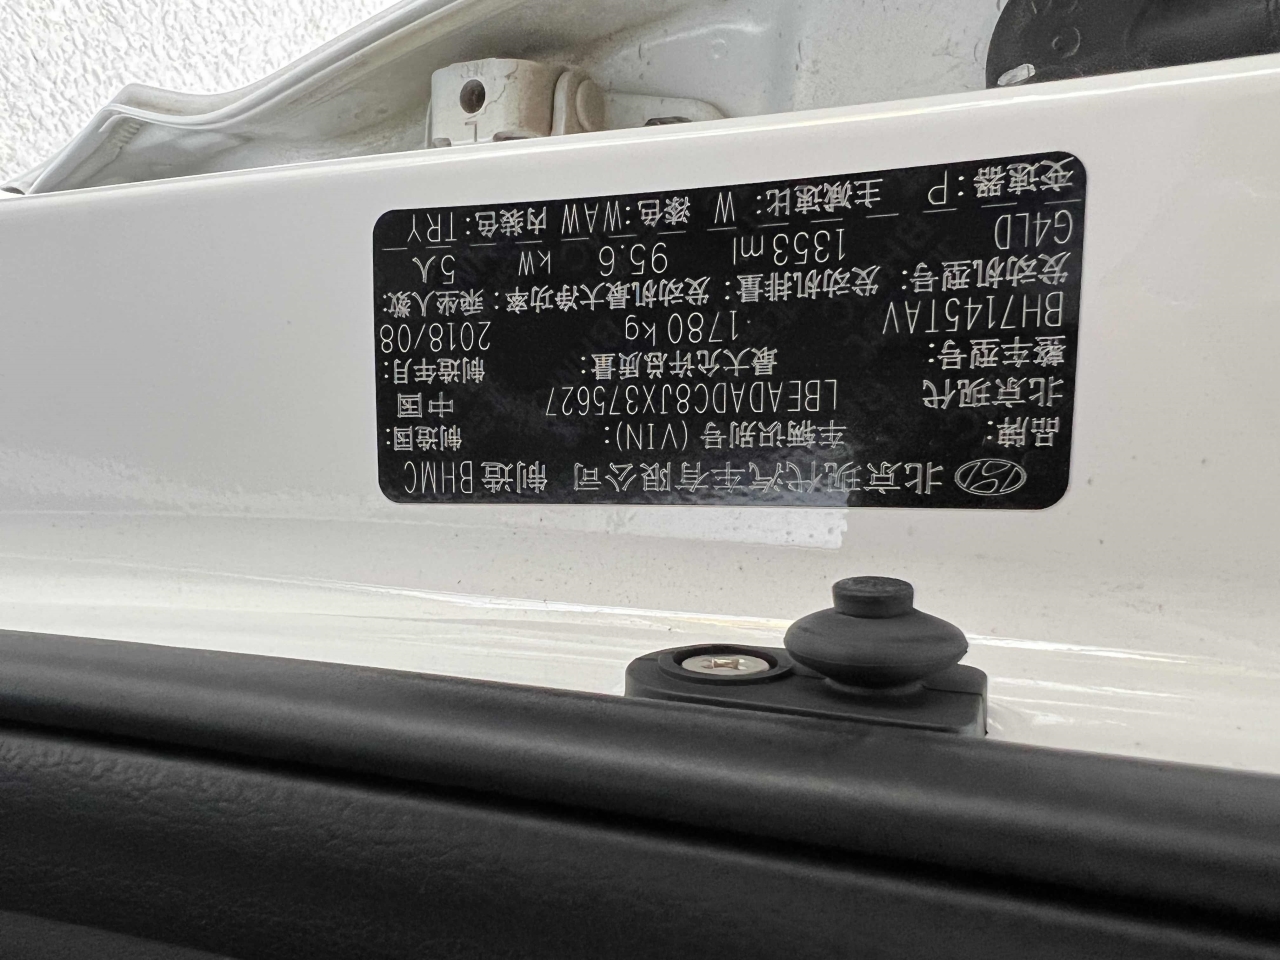 北京现代汽车有限公司 制造 BHMC
品牌: 车辆识别号(VIN): 制造国:
北京现代 LBEADADC8JX375627 中国
整车型号: 最大允许总质量: 制造年月:
BH7145TAV 1780kg 2018/08
发动机型号: 发动机排量: 发动机最大净功率: 乘坐人数:
G4LD 1353ml 95.6 kW 5人
变速器:P 主减速比: W 漆色:WAW 内装色:TRY